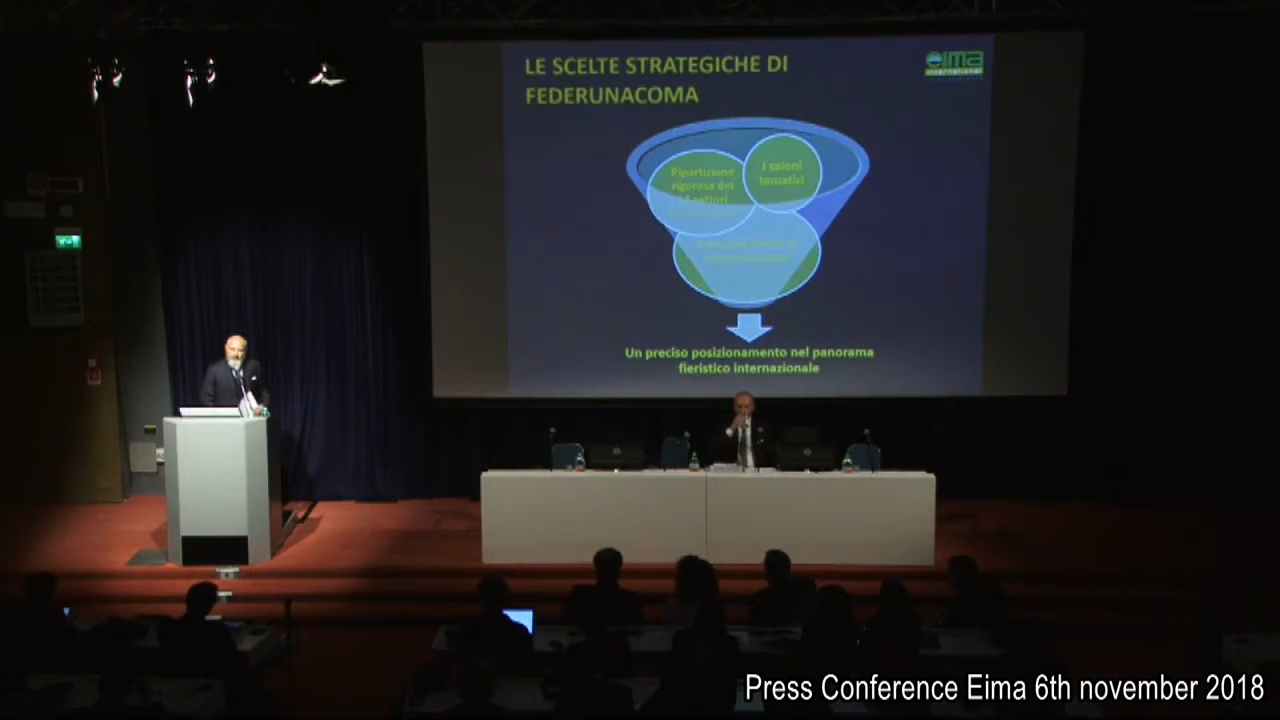 LE SCELTE STRATEGICHE DI
FEDERUNACOMA
eima
international
Ripartizione
rigorosa dei
settori
I saloni
tematici
Un preciso posizionamento nel panorama
fieristico internazionale
Press Conference Eima 6th november 2018